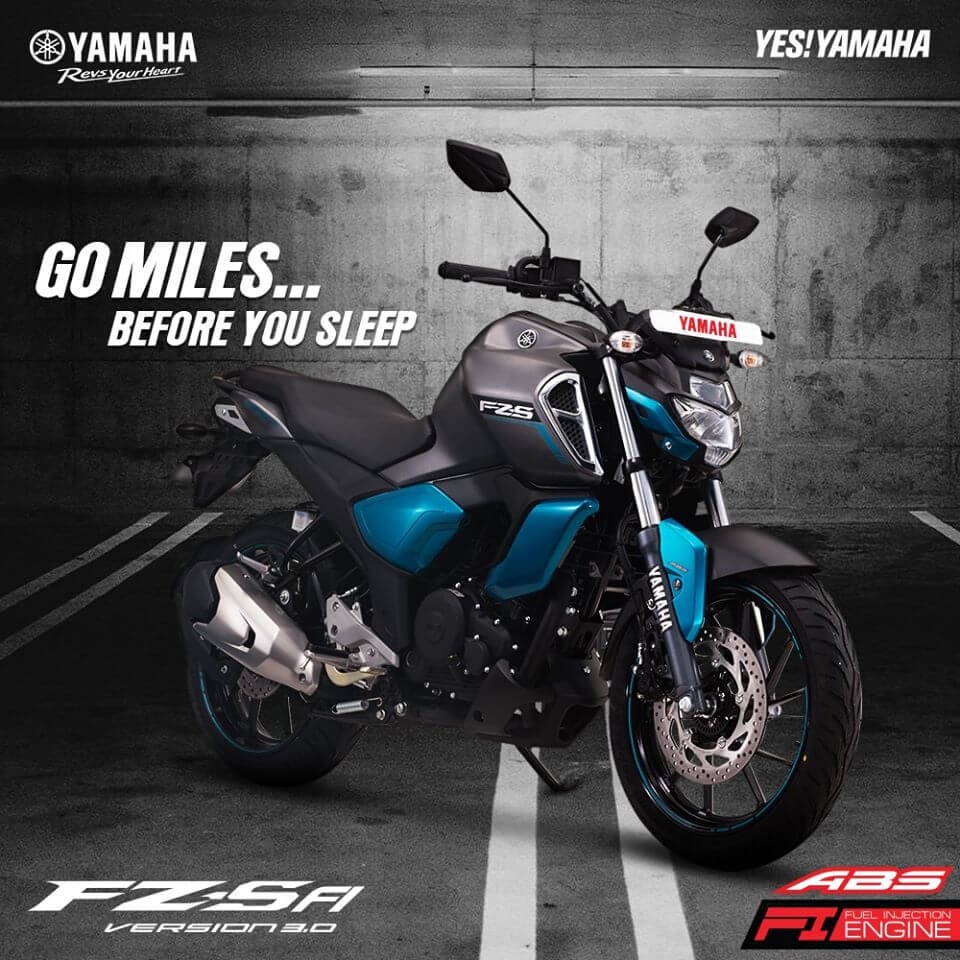 YAMAHA
Revs Your Heart
YES! YAMAHA
GO MILES...
BEFORE YOU SLEEP
YAMAHA
FZ-S
YAMAHA
FZ-S FI
VERSION 3.0
ABS
FI FUEL INJECTION
ENGINE